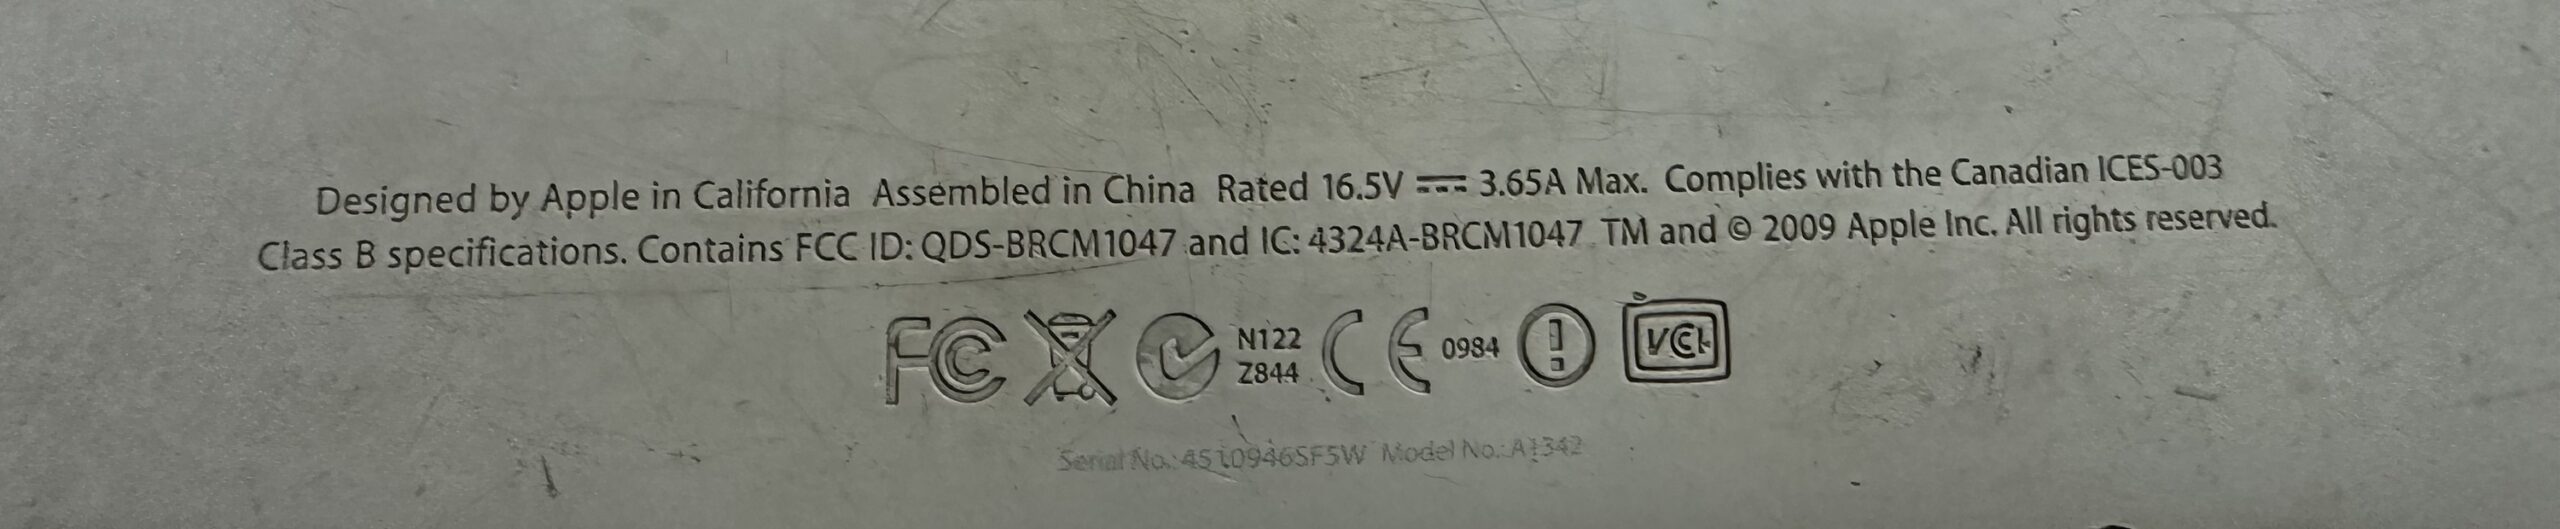 Designed by Apple in California Assembled in China Rated 16.5V ⎓ 3.65A Max. Complies with the Canadian ICES-003
Class B specifications. Contains FCC ID: QDS-BRCM1047 and IC: 4324A-BRCM1047 TM and © 2009 Apple Inc. All rights reserved.
FC N122 CE 0984 ! VCI
Z844
Serial No.: Model No.: A1342